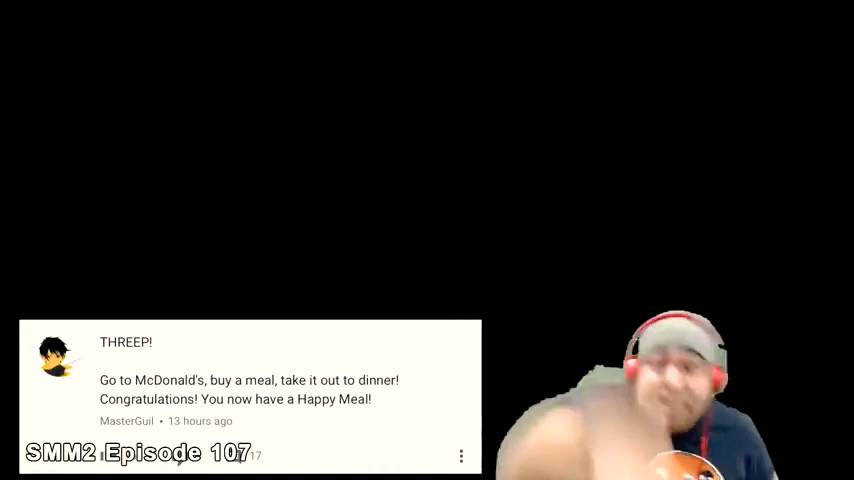 THREEP!
Go to McDonald's, buy a meal, take it out to dinner!
Congratulations! You now have a Happy Meal!
MasterGuil • 13 hours ago
SMM2 Episode 107
17